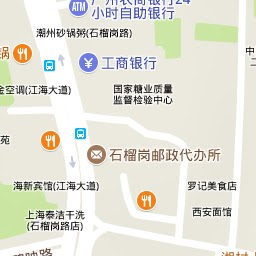 ATM
广州农商银行24
小时自助银行
潮州砂锅粥(石榴岗路)
锅
工商银行
国家糖业质量
监督检验中心
金空调(江海大道)
苑
石榴岗邮政代办所
海新宾馆(江海大道)
罗记美食店
上海泰洁干洗
(石榴岗路店)
西安面馆